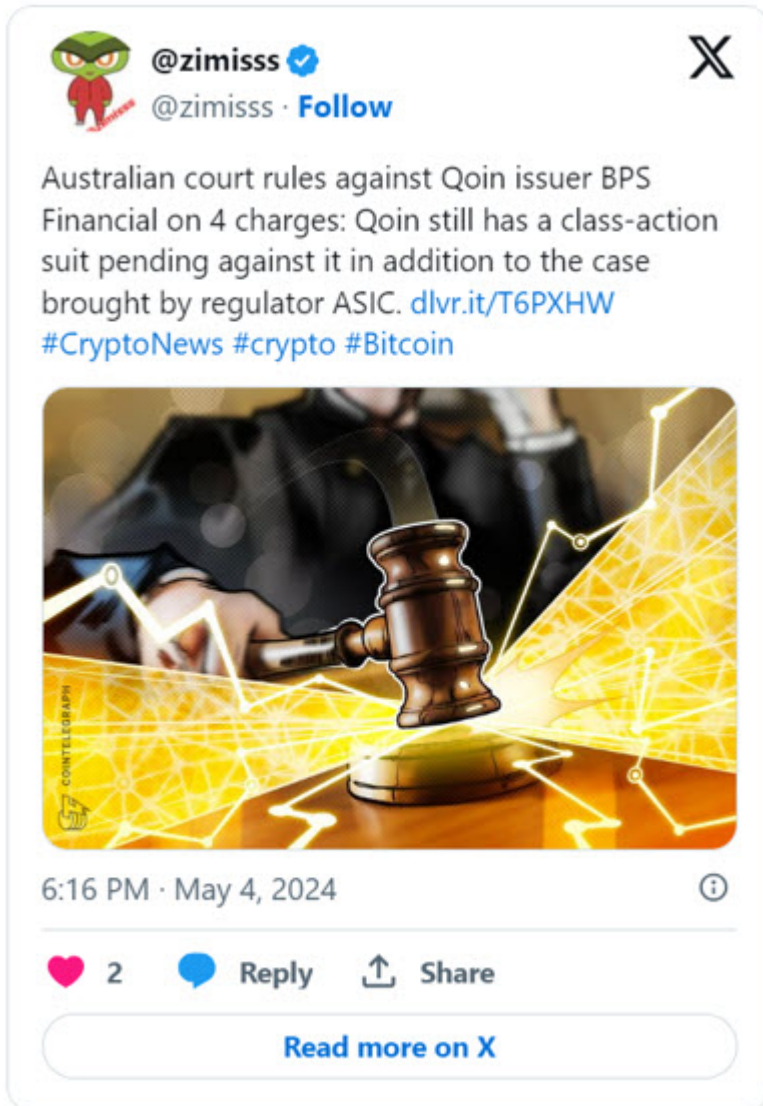 @zimisss
@zimisss · Follow
Australian court rules against Qoin issuer BPS
Financial on 4 charges: Qoin still has a class-action
suit pending against it in addition to the case
brought by regulator ASIC. dlvr.it/T6PXHW
#CryptoNews #crypto #Bitcoin
COINTELEGRAPH
6:16 PM · May 4, 2024
2 Reply Share
Read more on X